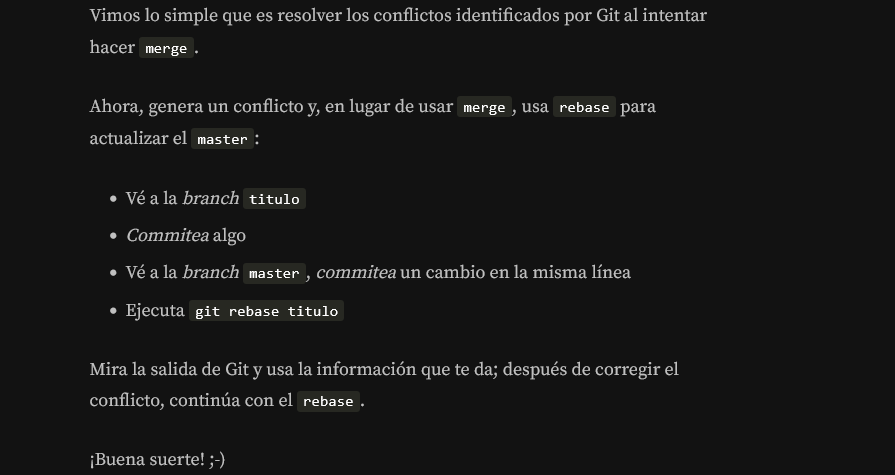 Vimos lo simple que es resolver los conflictos identificados por Git al intentar
hacer merge.
Ahora, genera un conflicto y, en lugar de usar merge, usa rebase para
actualizar el master:
• Vé a la branch titulo
• Commitea algo
• Vé a la branch master, commitea un cambio en la misma línea
• Ejecuta git rebase titulo
Mira la salida de Git y usa la información que te da; después de corregir el
conflicto, continúa con el rebase.
¡Buena suerte! ;-)